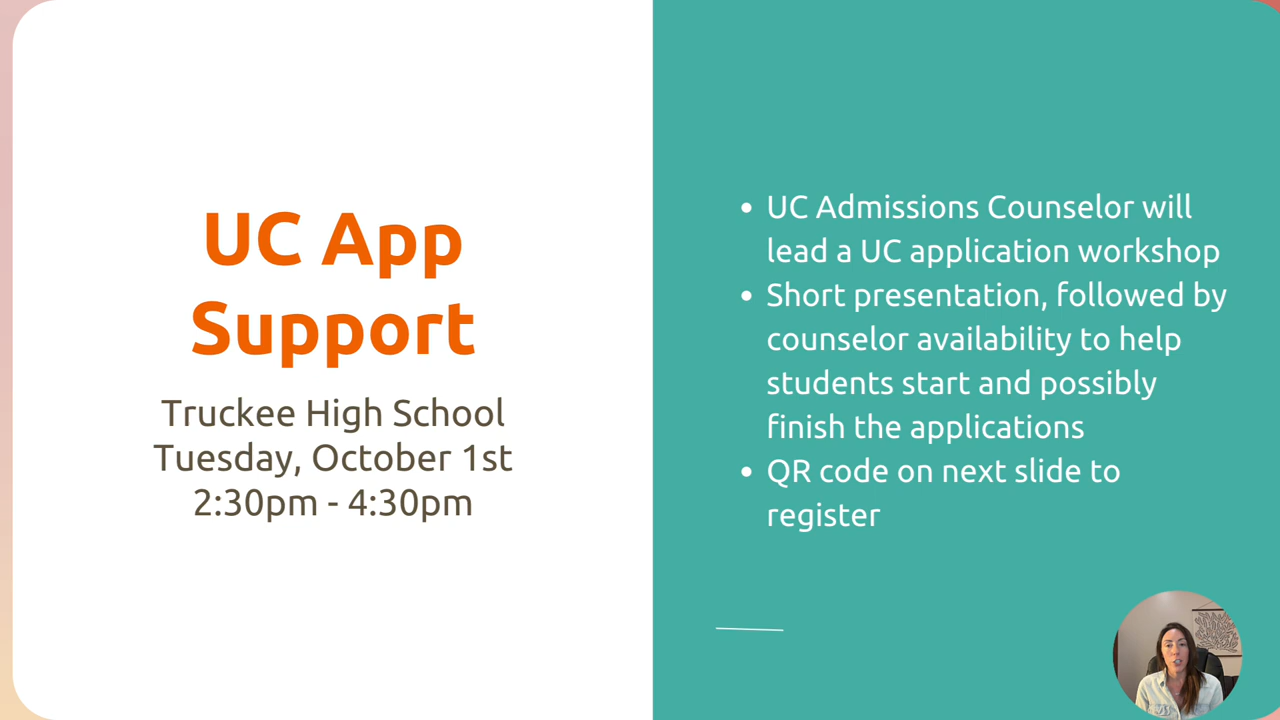 UC App
Support
Truckee High School
Tuesday, October 1st
2:30pm - 4:30pm
• UC Admissions Counselor will
lead a UC application workshop
• Short presentation, followed by
counselor availability to help
students start and possibly
finish the applications
• QR code on next slide to
register